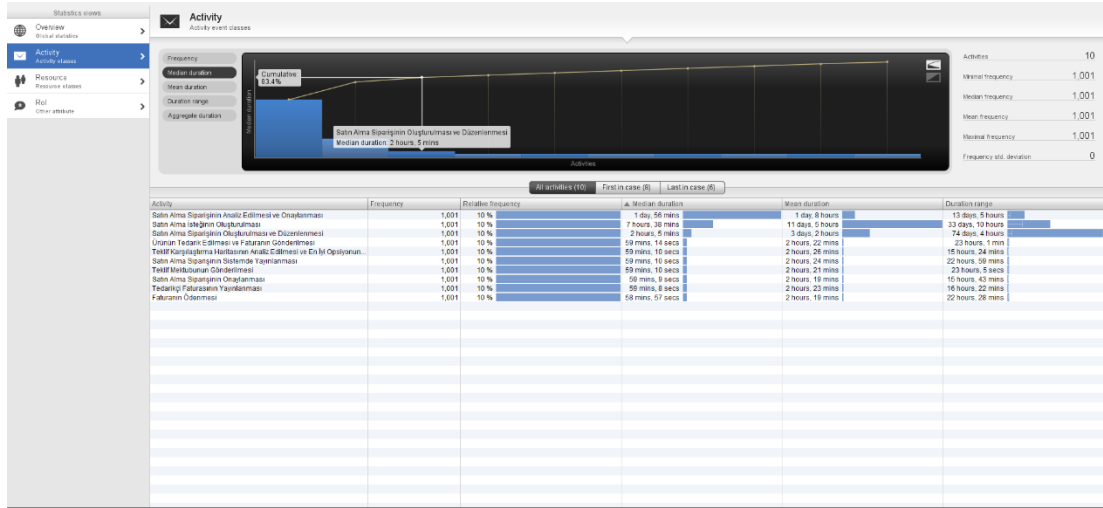 Statistics views
Overview
Global statistics
Activity
Activity classes
Resource
Resource classes
Rol
Other attribute
Activity
Activity event classes
Frequency
Median duration
Mean duration
Duration range
Aggregate duration
Median duration
Cumulative:
83.4%
Satın Alma Siparişinin Oluşturulması ve Düzenlenmesi
Median duration: 2 hours, 5 mins
Activities
Activities 10
Minimal frequency 1,001
Median frequency 1,001
Mean frequency 1,001
Maximal frequency 1,001
Frequency std. deviation 0
All activities (10) First in case (8) Last in case (6)
Activity Frequency Relative frequency ▲ Median duration Mean duration Duration range
Satın Alma Siparişinin Analiz Edilmesi ve Onaylanması 1,001 10 % 1 day, 56 mins 1 day, 8 hours 13 days, 5 hours
Satın Alma İsteğinin Oluşturulması 1,001 10 % 7 hours, 38 mins 11 days, 5 hours 33 days, 10 hours
Satın Alma Siparişinin Oluşturulması ve Düzenlenmesi 1,001 10 % 2 hours, 5 mins 3 days, 2 hours 74 days, 4 hours
Ürünün Tedarik Edilmesi ve Faturanın Gönderilmesi 1,001 10 % 59 mins, 14 secs 2 hours, 22 mins 23 hours, 1 min
Teklif Karşılaştırma Haritasının Analiz Edilmesi ve En İyi Opsiyonun... 1,001 10 % 59 mins, 10 secs 2 hours, 26 mins 15 hours, 24 mins
Satın Alma Siparişinin Sistemde Yayınlanması 1,001 10 % 59 mins, 10 secs 2 hours, 24 mins 22 hours, 59 mins
Teklif Mektubunun Gönderilmesi 1,001 10 % 59 mins, 10 secs 2 hours, 21 mins 23 hours, 5 secs
Satın Alma Siparişinin Onaylanması 1,001 10 % 59 mins, 9 secs 2 hours, 19 mins 15 hours, 43 mins
Tedarikçi Faturasının Yayınlanması 1,001 10 % 59 mins, 8 secs 2 hours, 23 mins 16 hours, 22 mins
Faturanın Ödenmesi 1,001 10 % 58 mins, 57 secs 2 hours, 19 mins 22 hours, 28 mins